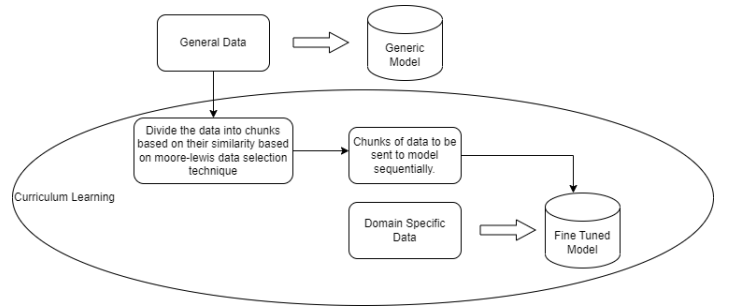 General Data
Generic
Model
Divide the data into chunks
based on their similarity based
on moore-lewis data selection
technique
Chunks of data to be
sent to model
sequentially.
Curriculum Learning
Domain Specific
Data
Fine Tuned
Model